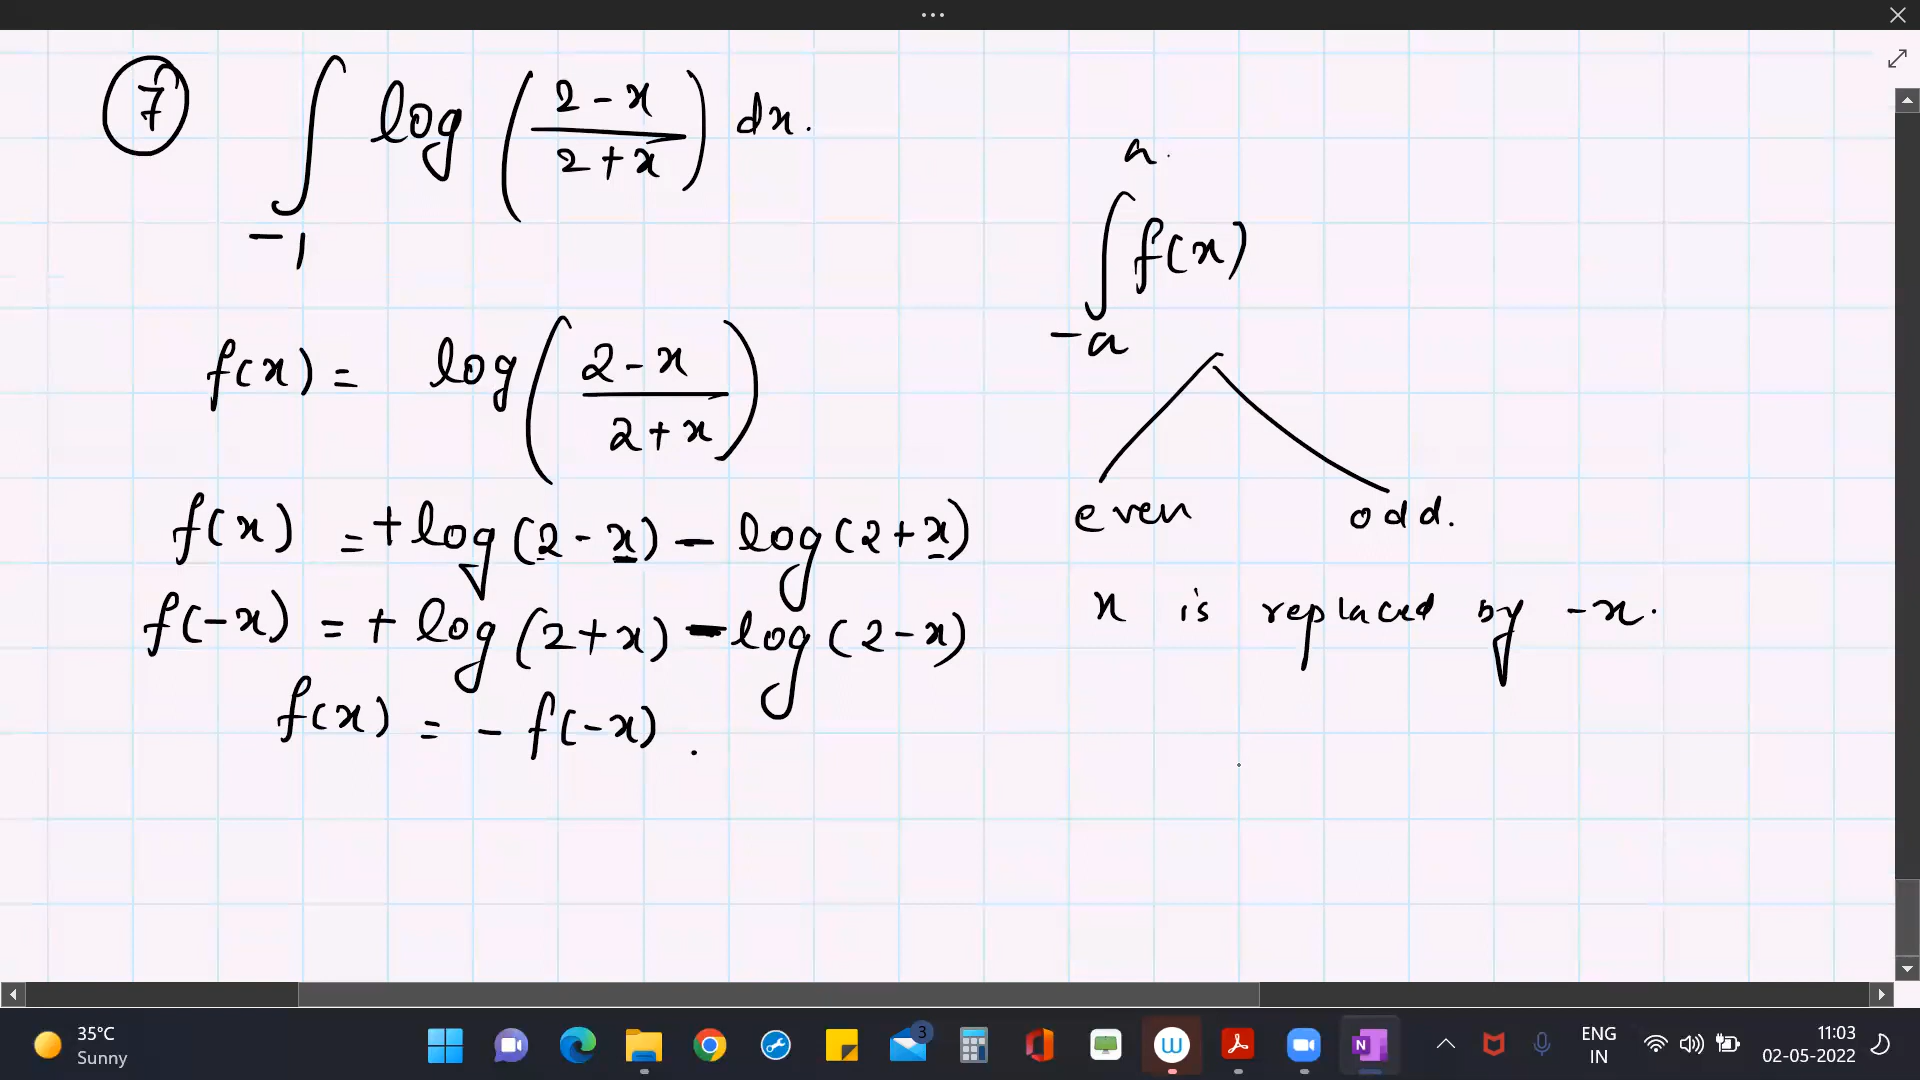 7 ∫ log (2 - x / 2 + x) dx.
-1
f(x) = log (2 - x / 2 + x)
f(x) = + log (2 - x) - log (2 + x)
f(-x) = + log (2 + x) - log (2 - x)
f(x) = - f(-x) .
a.
∫ f(x)
-a
even odd.
x is replaced by -x.
35°C
Sunny
3
W
N
ENG
IN
11:03
02-05-2022